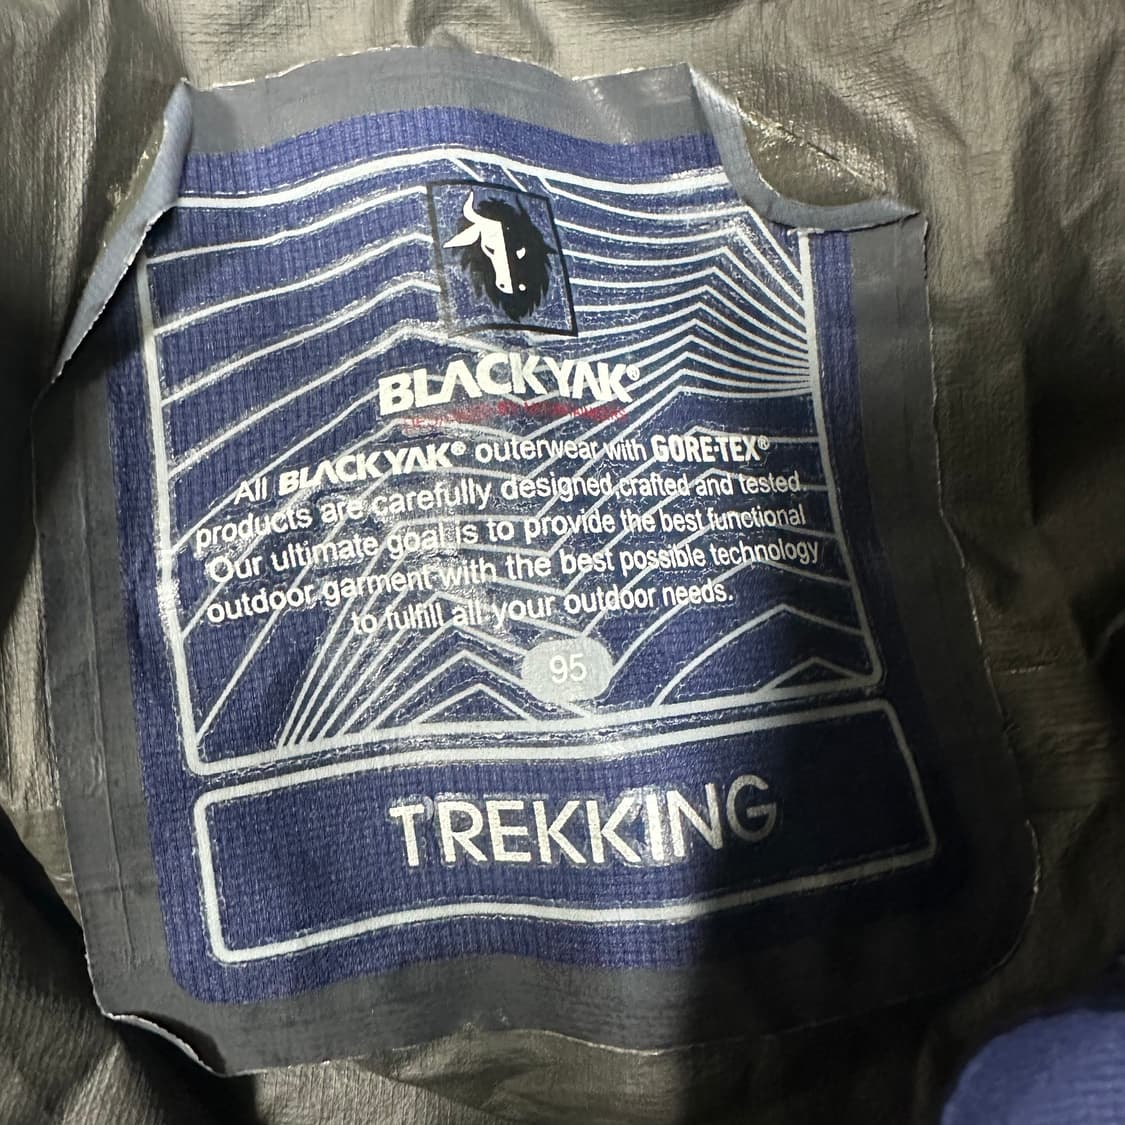 BLACKYAK®
All BLACKYAK® outerwear with GORE-TEX®
products are carefully designed,crafted and tested
Our ultimate goal is to provide the best functional
outdoor garment with the best possible technology
to fulfill all your outdoor needs.
95
TREKKING